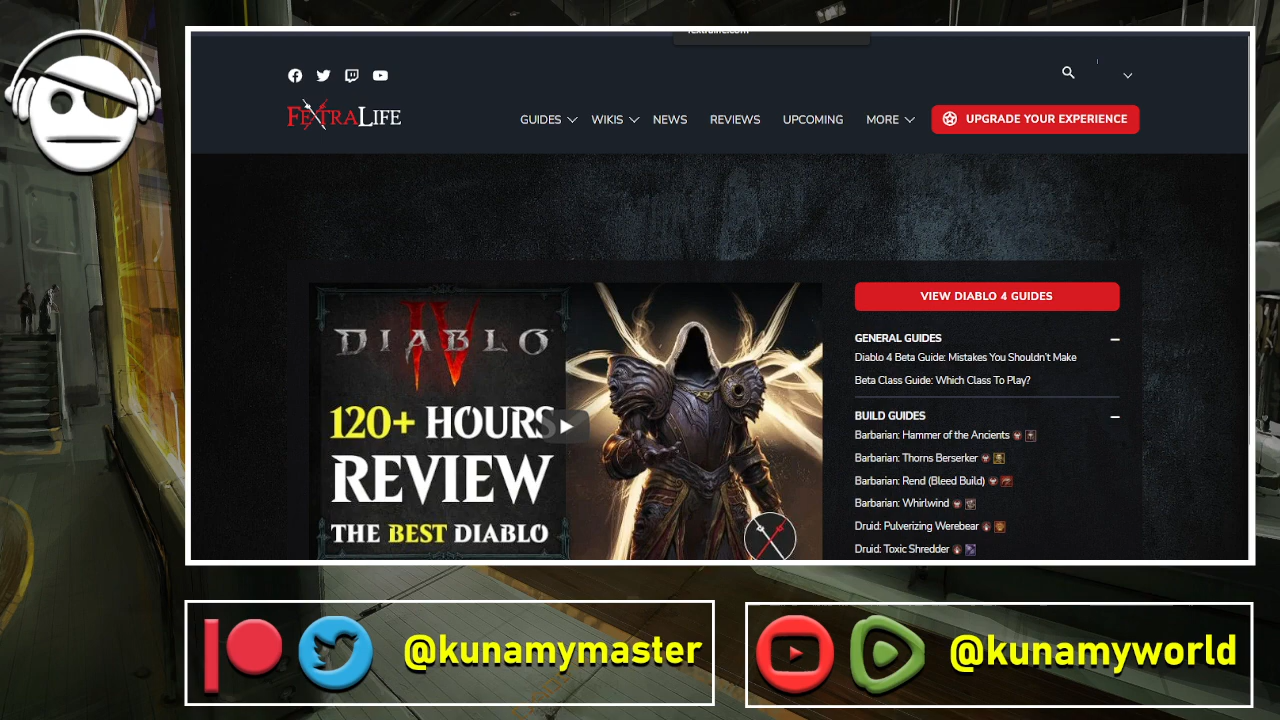 FEXTRALIFE
GUIDES WIKIS NEWS REVIEWS UPCOMING MORE UPGRADE YOUR EXPERIENCE
DIABLO
IV
120+ HOURS
REVIEW
THE BEST DIABLO
VIEW DIABLO 4 GUIDES
GENERAL GUIDES
Diablo 4 Beta Guide: Mistakes You Shouldn't Make
Beta Class Guide: Which Class To Play?
BUILD GUIDES
Barbarian: Hammer of the Ancients
Barbarian: Thorns Berserker
Barbarian: Rend (Bleed Build)
Barbarian: Whirlwind
Druid: Pulverizing Werebear
Druid: Toxic Shredder
@kunamymaster
@kunamyworld